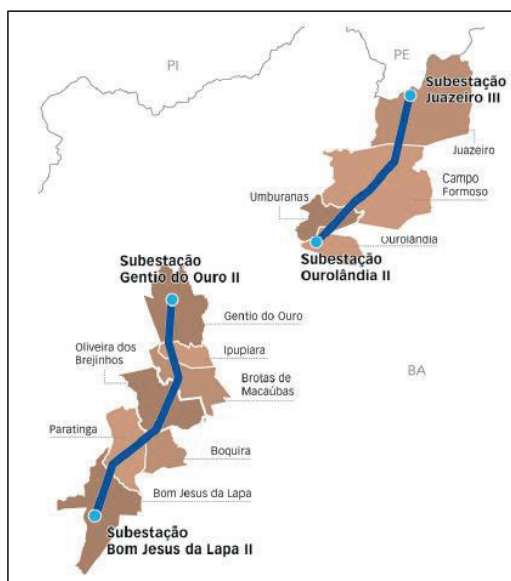 PI
PE
Subestação
Juazeiro III
Juazeiro
Campo
Formoso
Umburanas
Ourolândia
Subestação
Ourolândia II
Subestação
Gentio do Ouro II
Gentio do Ouro
Oliveira dos
Brejinhos
Ipupiara
Brotas de
Macaúbas
BA
Paratinga
Boquira
Bom Jesus da Lapa
Subestação
Bom Jesus da Lapa II